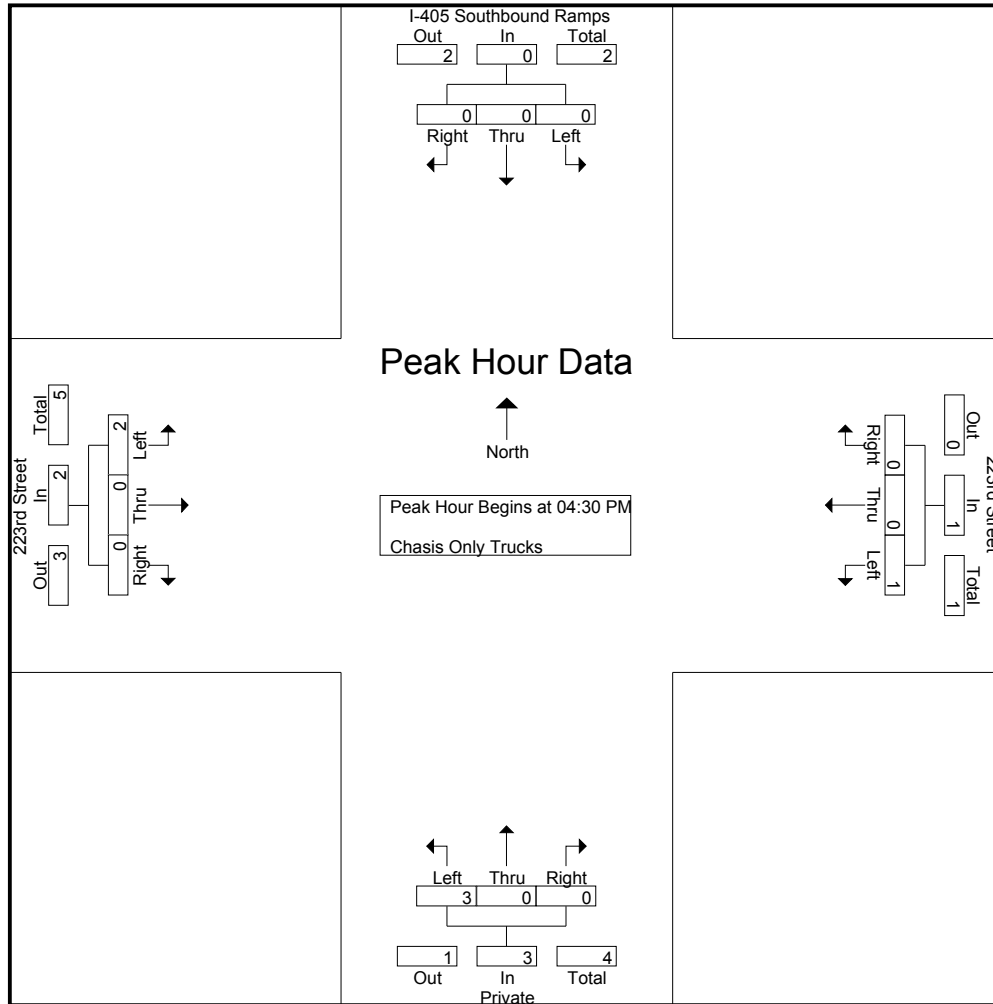 I-405 Southbound Ramps
Out In Total
2 0 2
0 0 0
Right Thru Left
Peak Hour Data
North
Peak Hour Begins at 04:30 PM
Chasis Only Trucks
223rd Street
Total In Out
5 2 3
2 0 0
Left Thru Right
223rd Street
Out In Total
0 1 1
0 0 1
Right Thru Left
Left Thru Right
3 0 0
1 3 4
Out In Total
Private